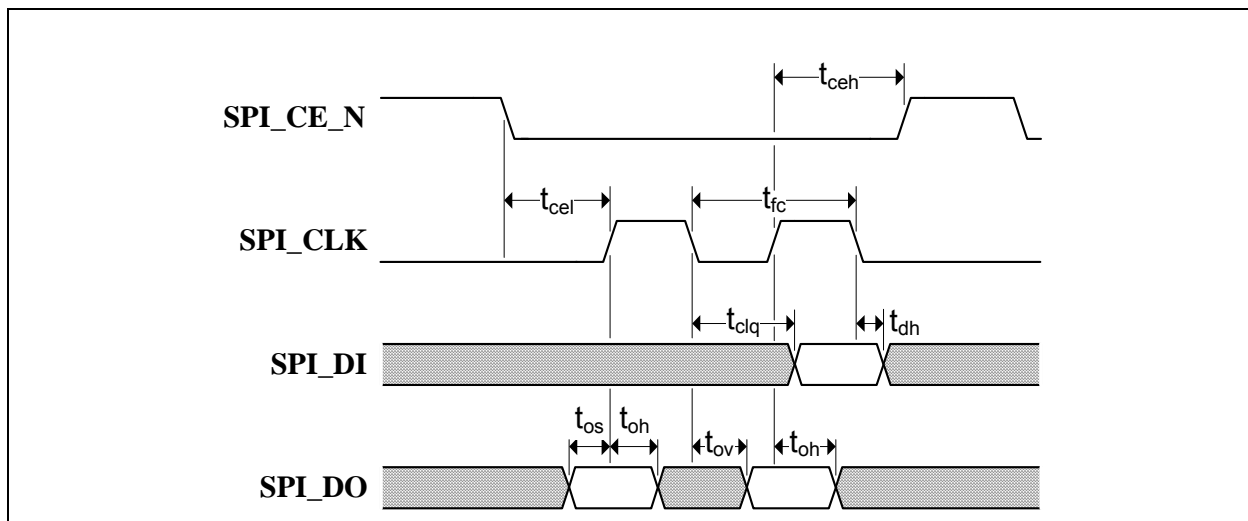 t_ceh
SPI_CE_N
t_cel
t_fc
SPI_CLK
t_clq
t_dh
SPI_DI
t_os t_oh t_ov t_oh
SPI_DO